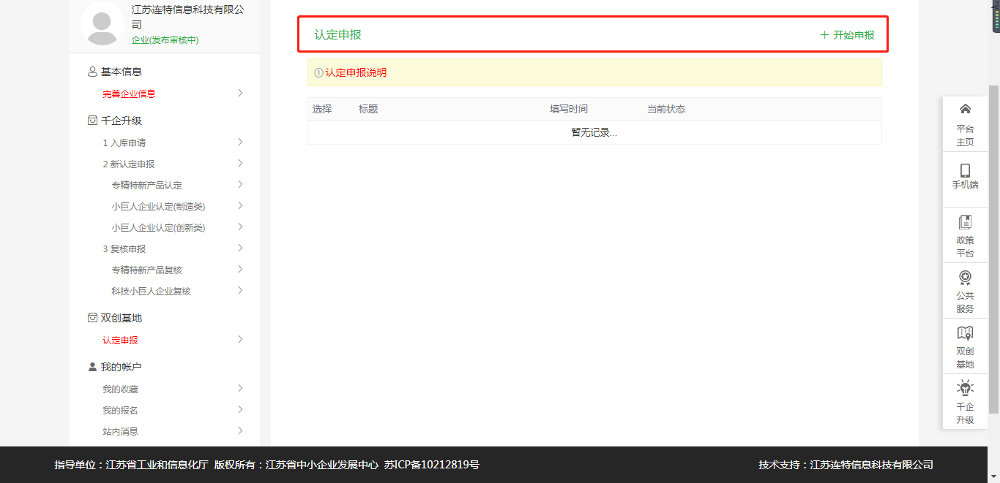 江苏连特信息科技有限公
司
企业(发布审核中)
基本信息
完善企业信息
千企升级
1 入库申请
2 新认定申报
专精特新产品认定
小巨人企业认定(制造类)
小巨人企业认定(创新类)
3 复核申报
专精特新产品复核
科技小巨人企业复核
双创基地
认定申报
我的帐户
我的收藏
我的报名
站内消息
认定申报
+ 开始申报
认定申报说明
选择 标题 填写时间 当前状态
暂无记录...
平台
主页
手机端
政策
平台
公共
服务
双创
基地
千企
升级
指导单位：江苏省工业和信息化厅 版权所有：江苏省中小企业发展中心 苏ICP备10212819号
技术支持：江苏连特信息科技有限公司